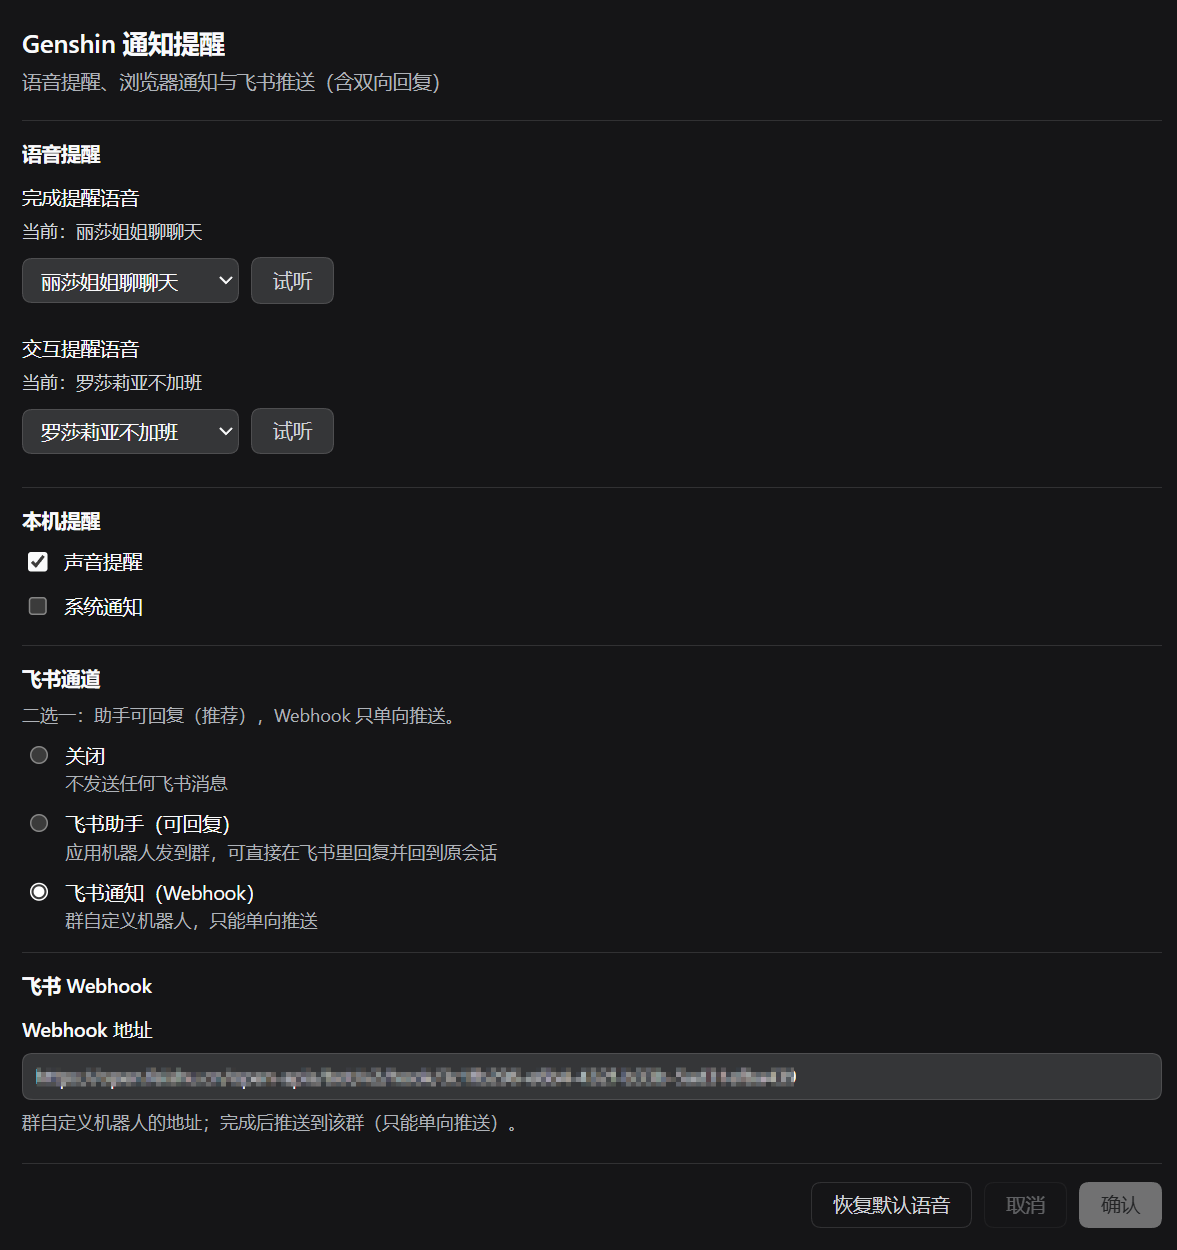 Genshin 通知提醒
语音提醒、浏览器通知与飞书推送（含双向回复）
语音提醒
完成提醒语音
当前：丽莎姐姐聊聊天
丽莎姐姐聊聊天 试听
交互提醒语音
当前：罗莎莉亚不加班
罗莎莉亚不加班 试听
本机提醒
声音提醒
系统通知
飞书通道
二选一：助手可回复（推荐），Webhook 只单向推送。
关闭
不发送任何飞书消息
飞书助手（可回复）
应用机器人发到群，可直接在飞书里回复并回到原会话
飞书通知（Webhook）
群自定义机器人，只能单向推送
飞书 Webhook
Webhook 地址
群自定义机器人的地址；完成后推送到该群（只能单向推送）。
恢复默认语音 取消 确认